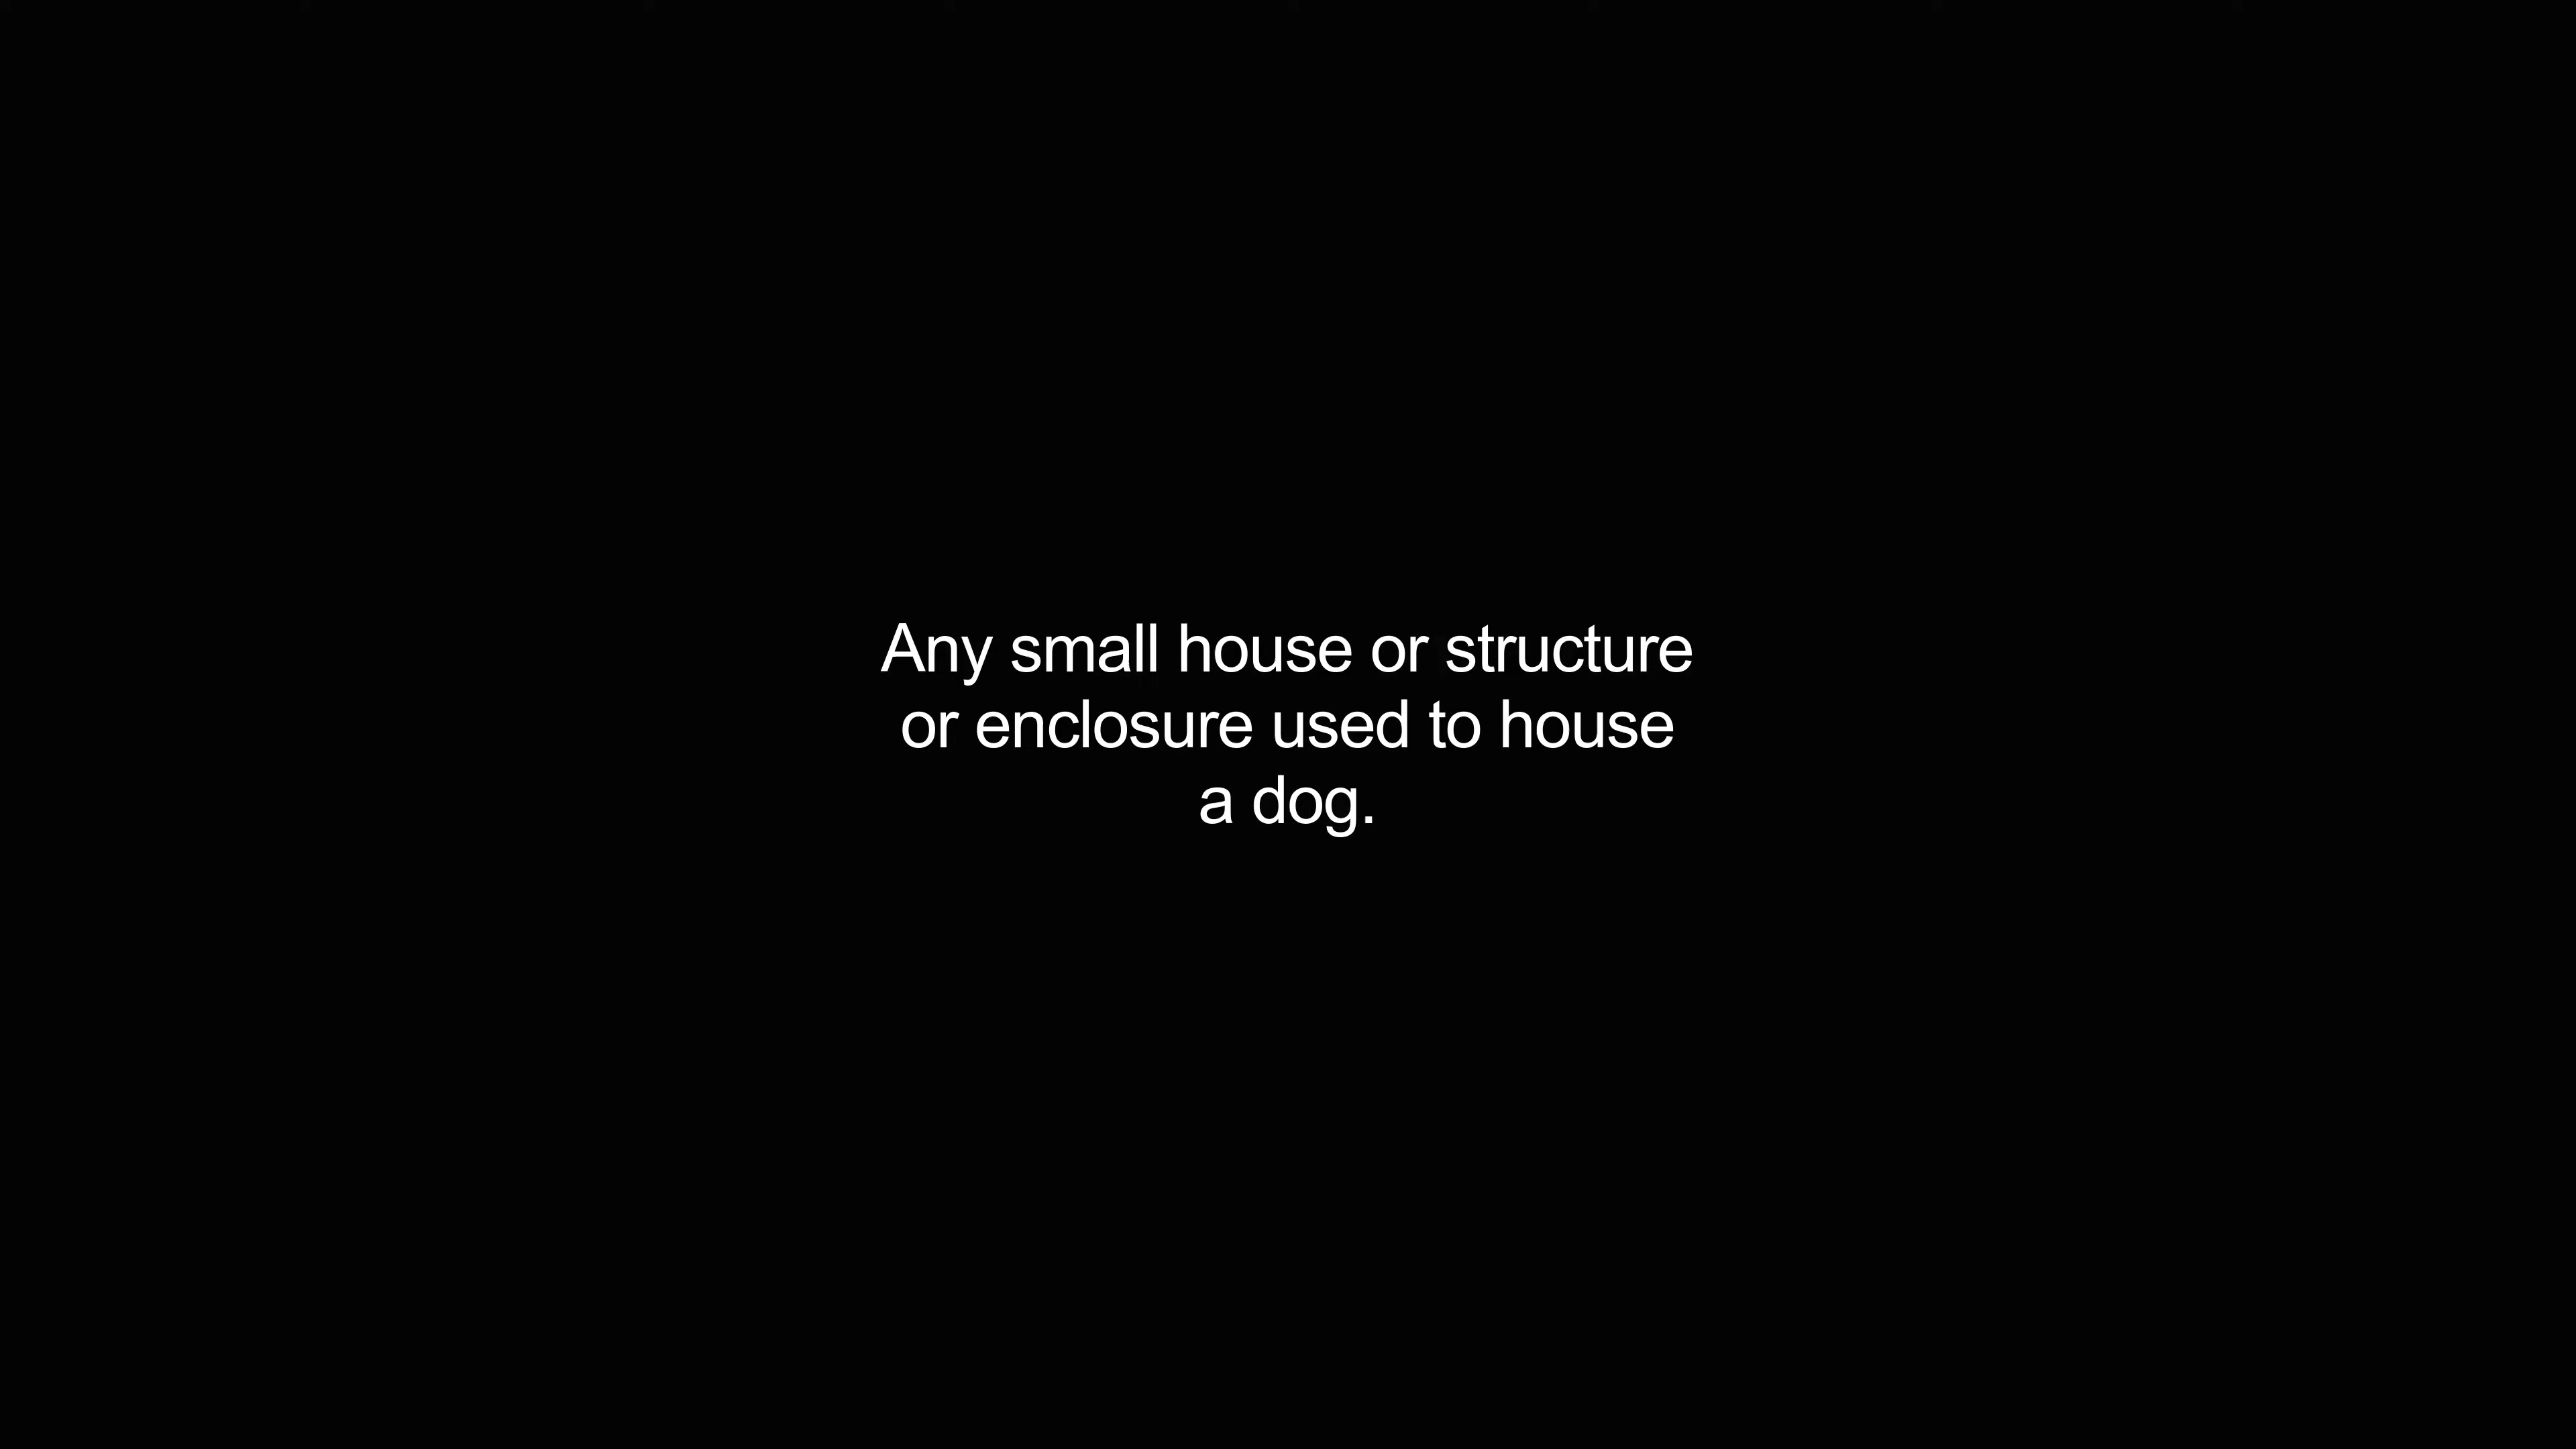 Any small house or structure
or enclosure used to house
a dog.